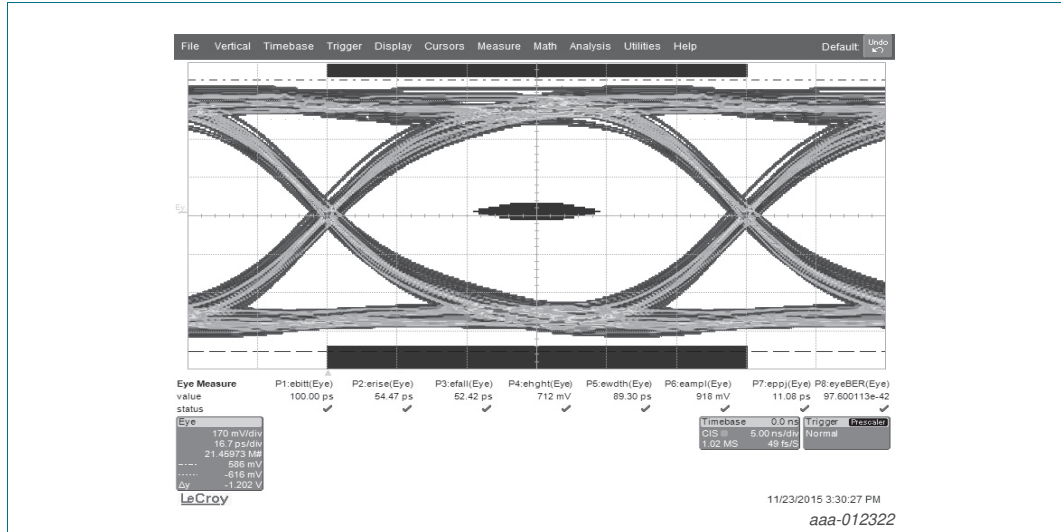 File Vertical Timebase Trigger Display Cursors Measure Math Analysis Utilities Help Default: Undo
Ey
Eye Measure P1:ebitt(Eye) P2:erise(Eye) P3:efall(Eye) P4:ehght(Eye) P5:ewdth(Eye) P6:eampl(Eye) P7:eppj(Eye) P8:eyeBER(Eye)
value 100.00 ps 54.47 ps 52.42 ps 712 mV 89.30 ps 918 mV 11.08 ps 97.600113e-42
status
Eye
170 mV/div
16.7 ps/div
21.45973 M#
586 mV
-616 mV
Δy -1.202 V
Timebase 0.0 ns
CIS 5.00 ns/div
1.02 MS 49 fs/S
Trigger Prescaler
Normal
LeCroy
11/23/2015 3:30:27 PM
aaa-012322